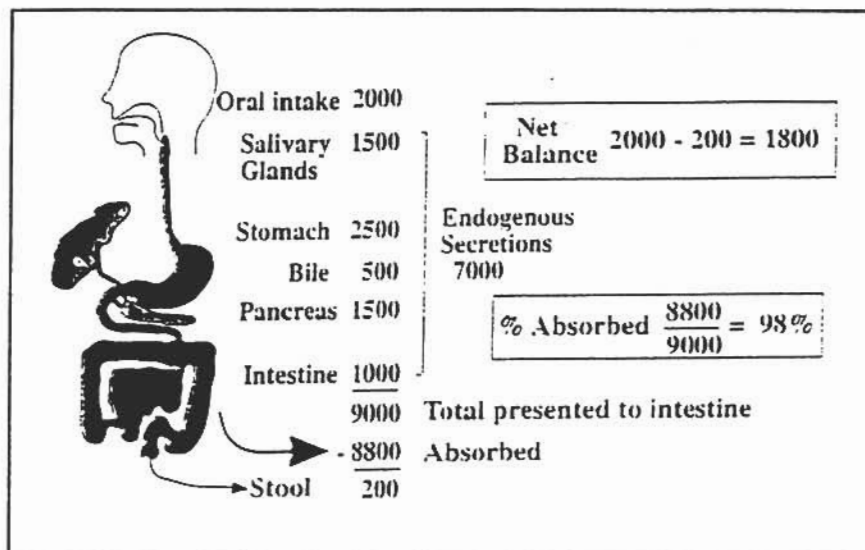 Oral intake 2000
Salivary 1500
Glands
Stomach 2500
Bile 500
Pancreas 1500
Intestine 1000
Endogenous
Secretions
7000
9000 Total presented to intestine
- 8800 Absorbed
Stool 200
Net
Balance 2000 - 200 = 1800
% Absorbed 8800
9000 = 98%